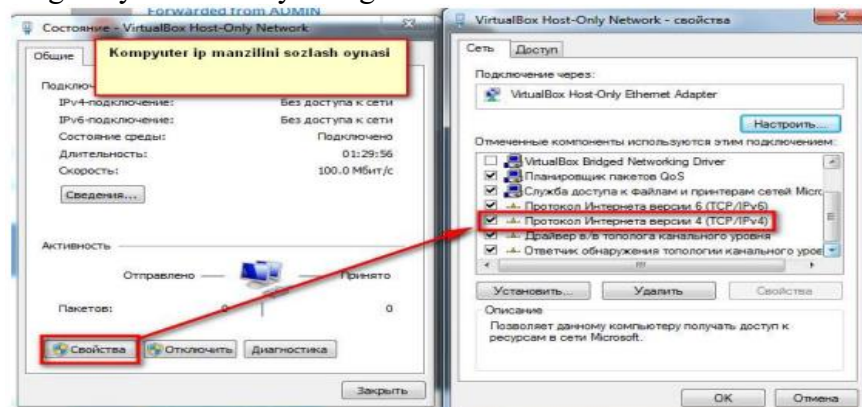 Forwarded from ADMIN
Состояние - VirtualBox Host-Only Network
Общие
Kompyuter ip manzilini sozlash oynasi
Подключ
IPv4-подключение: Без доступа к сети
IPv6-подключение: Без доступа к сети
Состояние среды: Подключено
Длительность: 01:29:56
Скорость: 100.0 Мбит/с
Сведения...
Активность
Отправлено — Принято
Пакетов: 0 0
Свойства Отключить Диагностика
Закрыть
VirtualBox Host-Only Network - свойства
Сеть Доступ
Подключение через:
VirtualBox Host-Only Ethernet Adapter
Настроить...
Отмеченные компоненты используются этим подключением:
VirtualBox Bridged Networking Driver
Планировщик пакетов QoS
Служба доступа к файлам и принтерам сетей Micro
Протокол Интернета версии 6 (TCP/IPv6)
Протокол Интернета версии 4 (TCP/IPv4)
Драйвер в/в тополога канального уровня
Ответчик обнаружения топологии канального уров
Установить... Удалить Свойства
Описание
Позволяет данному компьютеру получать доступ к
ресурсам в сети Microsoft.
OK Отмена